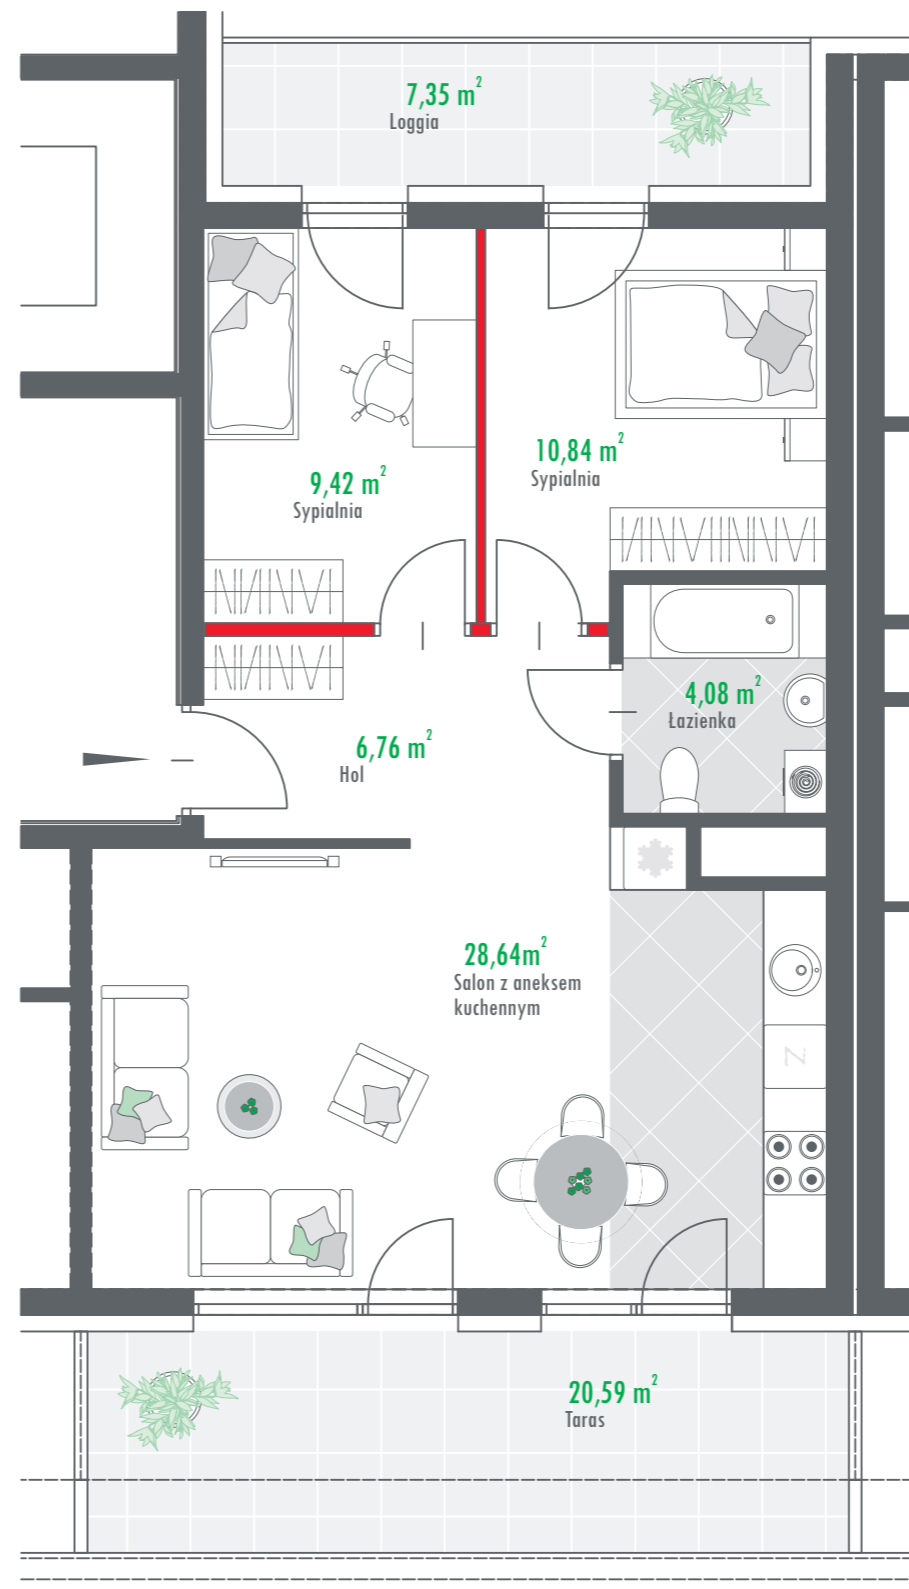 7,35 m²
Loggia
10,84 m²
Sypialnia
9,42 m²
Sypialnia
4,08 m²
Łazienka
6,76 m²
Hol
28,64m²
Salon z aneksem
kuchennym
Z
20,59 m²
Taras